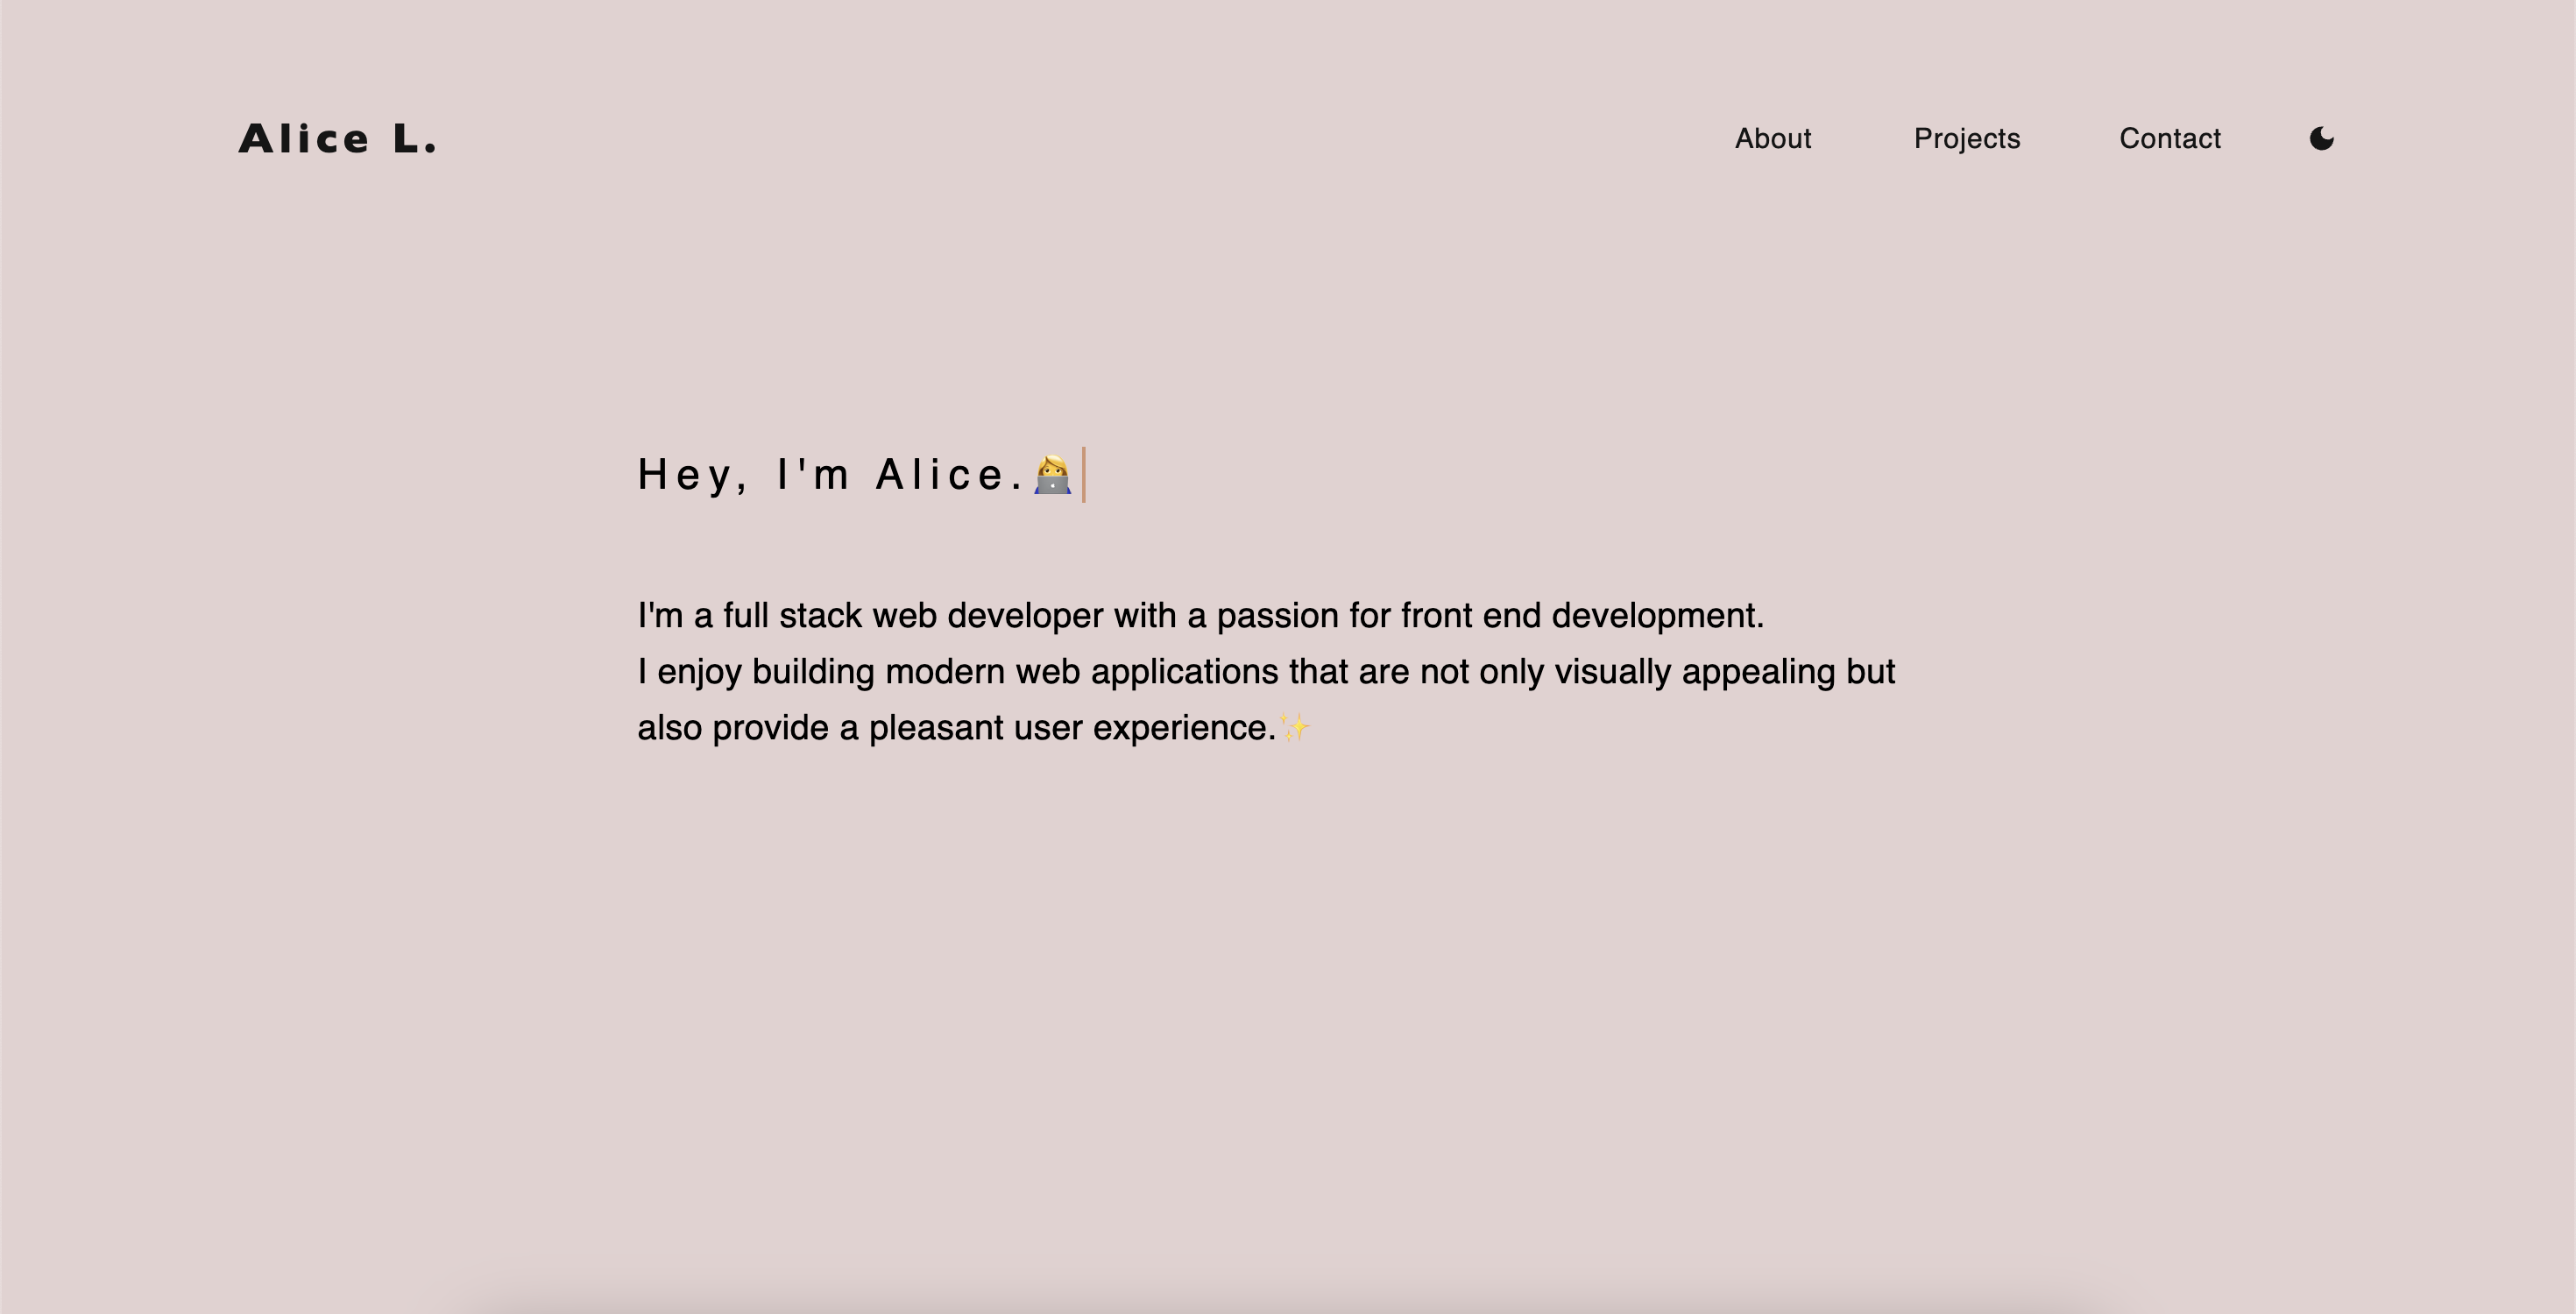 Alice L.
About Projects Contact
Hey, I'm Alice.👩‍💻
I'm a full stack web developer with a passion for front end development.
I enjoy building modern web applications that are not only visually appealing but
also provide a pleasant user experience.✨